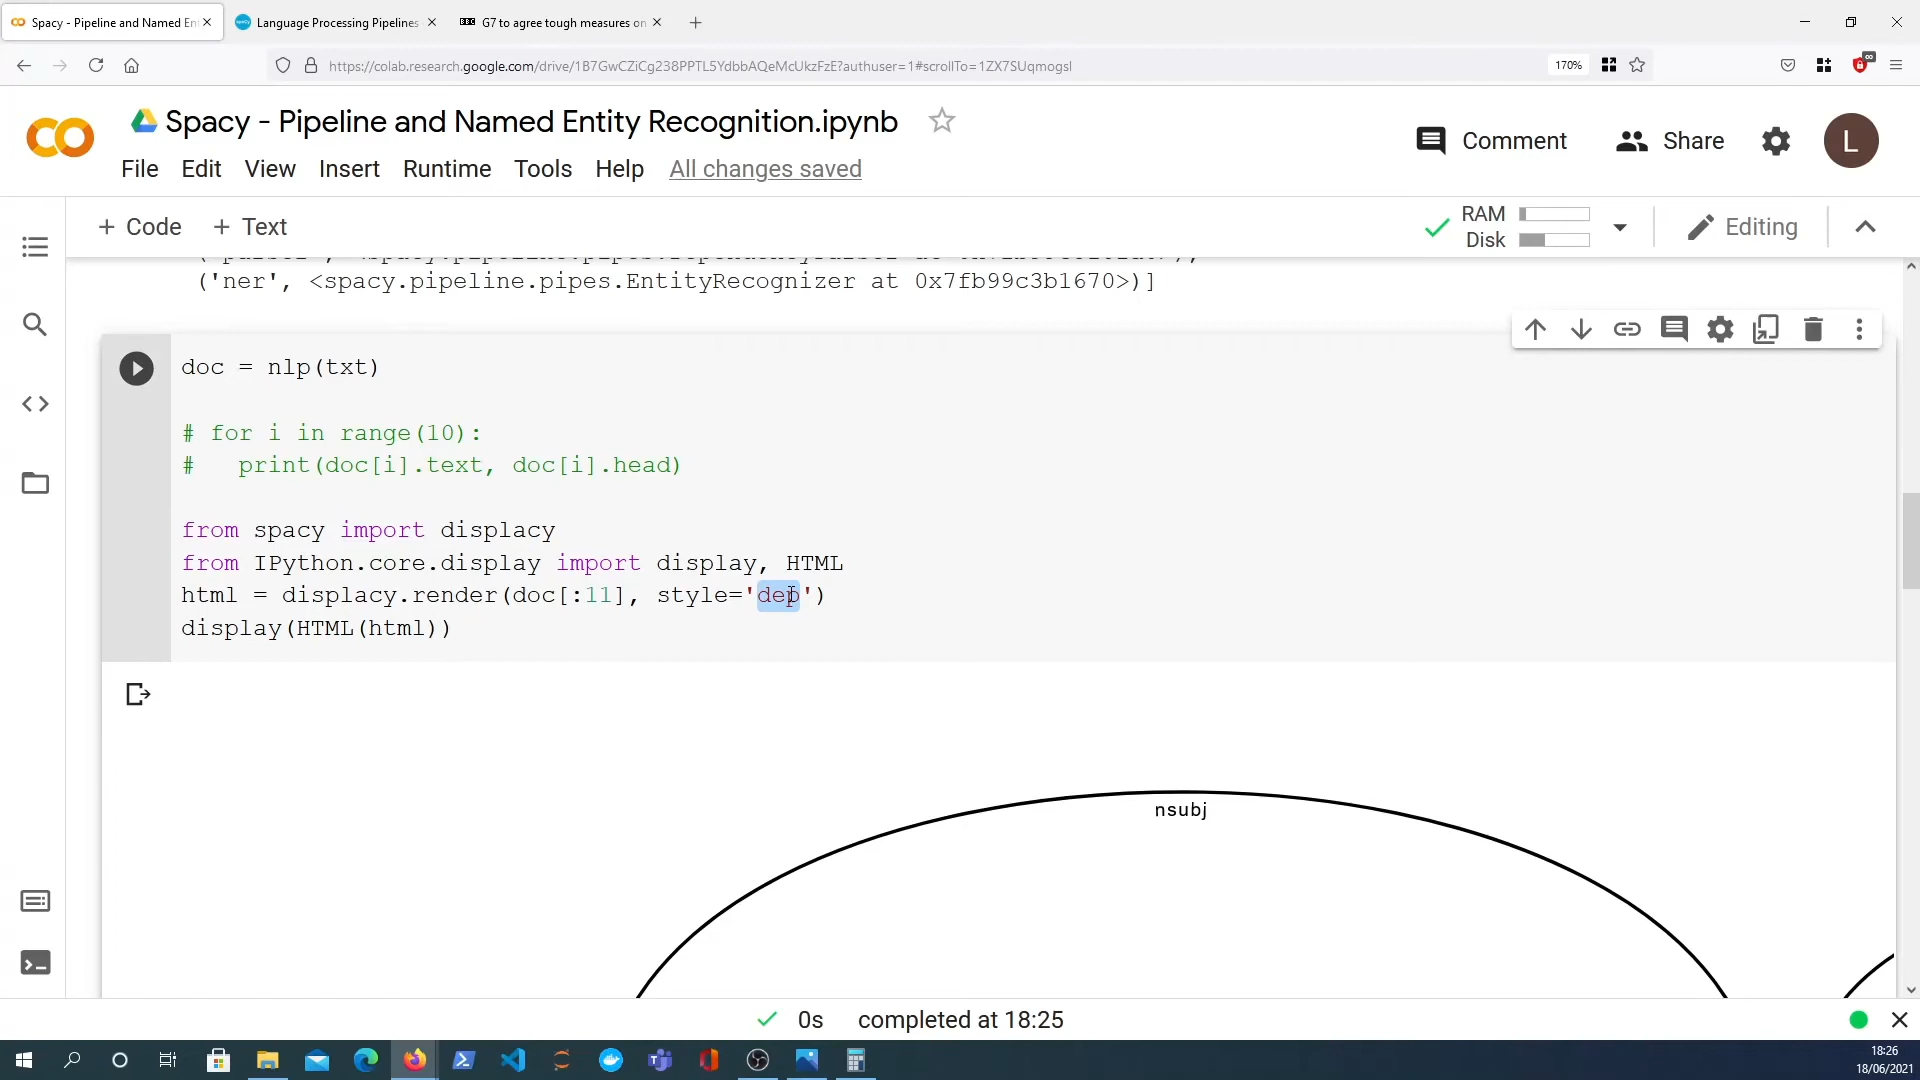 Spacy - Pipeline and Named En
Language Processing Pipelines
BBC G7 to agree tough measures on
https://colab.research.google.com/drive/1B7GwCZiCg238PPTL5YdbbAQeMcUkzFzE?authuser=1#scrollTo=1ZX7SUqmogsl
170%
Spacy - Pipeline and Named Entity Recognition.ipynb
File Edit View Insert Runtime Tools Help All changes saved
Comment Share L
+ Code + Text
RAM
Disk
Editing
('ner', <spacy.pipeline.pipes.EntityRecognizer at 0x7fb99c3b1670>)]
doc = nlp(txt)
# for i in range(10):
#   print(doc[i].text, doc[i].head)
from spacy import displacy
from IPython.core.display import display, HTML
html = displacy.render(doc[:11], style='dep')
display(HTML(html))
nsubj
0s completed at 18:25
18:26
18/06/2021